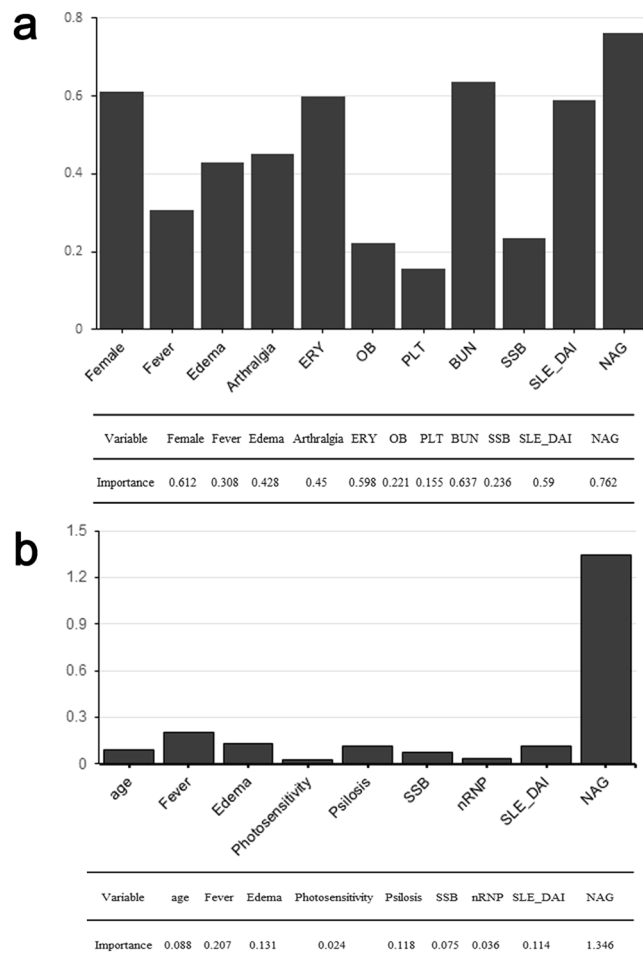 a
0.8
0.6
0.4
0.2
0
Female Fever Edema Arthralgia ERY OB PLT BUN SSB SLE_DAI NAG
Variable Female Fever Edema Arthralgia ERY OB PLT BUN SSB SLE_DAI NAG
Importance 0.612 0.308 0.428 0.45 0.598 0.221 0.155 0.637 0.236 0.59 0.762
b
1.5
1.2
0.9
0.6
0.3
0
age Fever Edema Photosensitivity Psilosis SSB nRNP SLE_DAI NAG
Variable age Fever Edema Photosensitivity Psilosis SSB nRNP SLE_DAI NAG
Importance 0.088 0.207 0.131 0.024 0.118 0.075 0.036 0.114 1.346